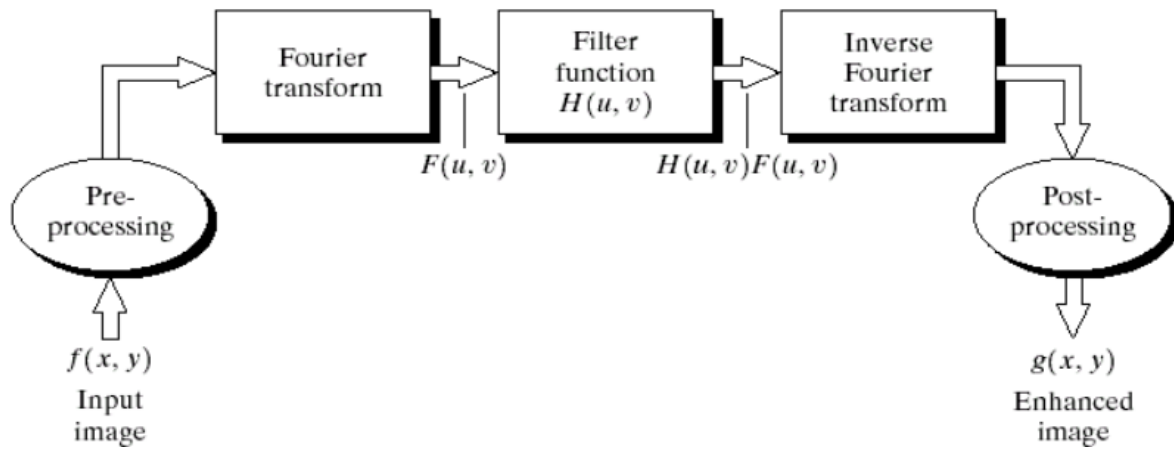 Fourier
transform
Filter
function
H(u, v)
Inverse
Fourier
transform
F(u, v)
H(u, v)F(u, v)
Pre-
processing
Post-
processing
f(x, y)
Input
image
g(x, y)
Enhanced
image